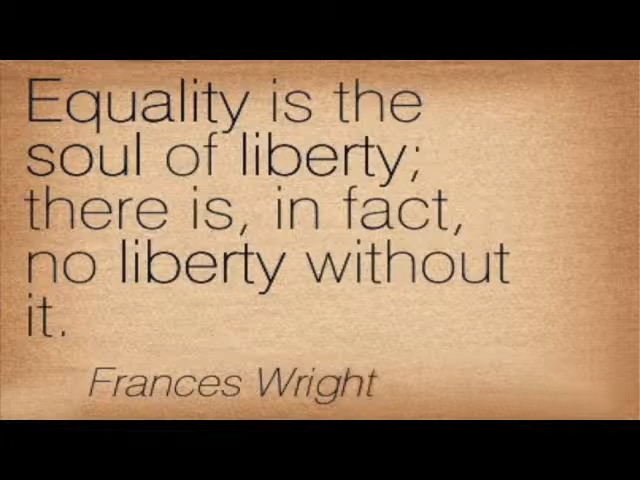 Equality is the
soul of liberty;
there is, in fact,
no liberty without
it.
Frances Wright